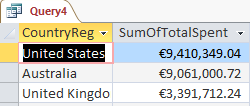 Query4
CountryReg SumOfTotalSpent
United States €9,410,349.04
Australia €9,061,000.72
United Kingdo €3,391,712.24